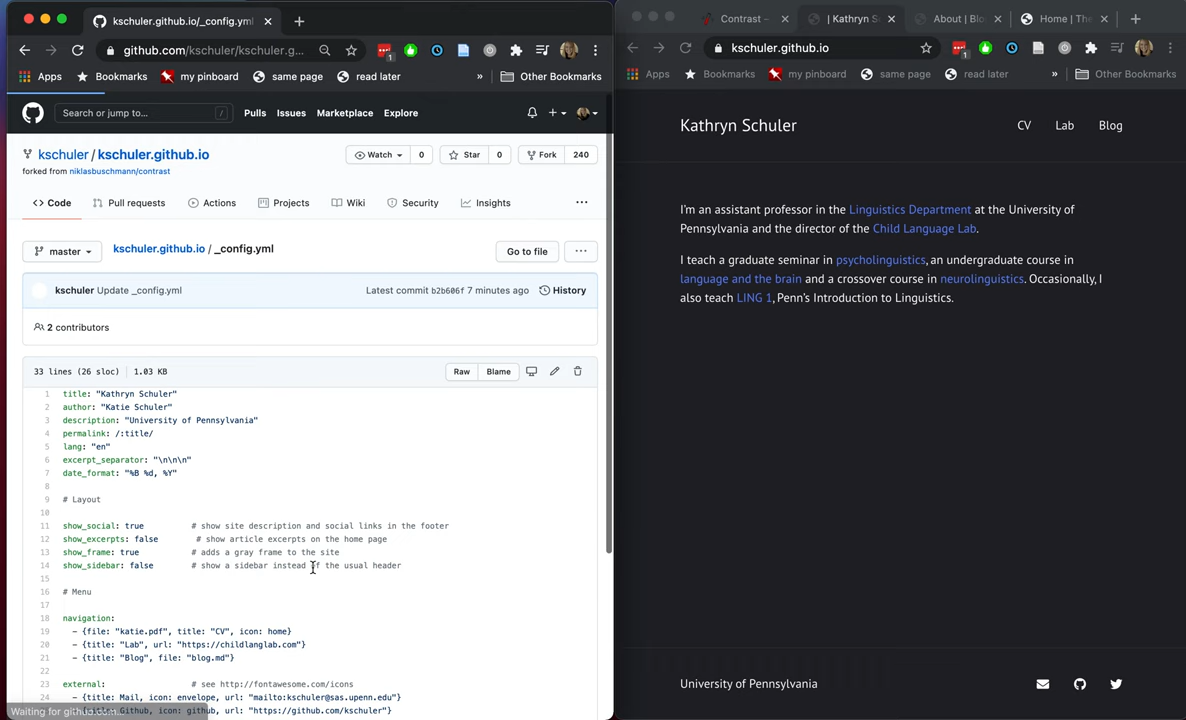 kschuler.github.io/_config.yml
github.com/kschuler/kschuler.g...
Apps
Bookmarks
my pinboard
same page
read later
»
Other Bookmarks
Search or jump to...
/
Pulls
Issues
Marketplace
Explore
kschuler / kschuler.github.io
Watch
0
Star
0
Fork
240
forked from niklasbuschmann/contrast
Code
Pull requests
Actions
Projects
Wiki
Security
Insights
...
master
kschuler.github.io / _config.yml
Go to file
...
kschuler Update _config.yml
Latest commit b2b606f 7 minutes ago
History
2 contributors
33 lines (26 sloc) | 1.03 KB
Raw
Blame
1 title: "Kathryn Schuler"
2 author: "Katie Schuler"
3 description: "University of Pennsylvania"
4 permalink: /:title/
5 lang: "en"
6 excerpt_separator: "\n\n\n"
7 date_format: "%B %d, %Y"
8
9 # Layout
10
11 show_social: true # show site description and social links in the footer
12 show_excerpts: false # show article excerpts on the home page
13 show_frame: true # adds a gray frame to the site
14 show_sidebar: false # show a sidebar instead of the usual header
15
16 # Menu
17
18 navigation:
19 - {file: "katie.pdf", title: "CV", icon: home}
20 - {title: "Lab", url: "https://childlanglab.com"}
21 - {title: "Blog", file: "blog.md"}
22
23 external: # see http://fontawesome.com/icons
24 - {title: Mail, icon: envelope, url: "mailto:kschuler@sas.upenn.edu"}
- {title: Github, icon: github, url: "https://github.com/kschuler"}
Waiting for github.com...
Contrast –
| Kathryn S
About | Blo
Home | The
kschuler.github.io
1
Apps
Bookmarks
my pinboard
same page
read later
»
Other Bookmarks
Kathryn Schuler
CV
Lab
Blog
I'm an assistant professor in the Linguistics Department at the University of
Pennsylvania and the director of the Child Language Lab.
I teach a graduate seminar in psycholinguistics, an undergraduate course in
language and the brain and a crossover course in neurolinguistics. Occasionally, I
also teach LING 1, Penn's Introduction to Linguistics.
University of Pennsylvania